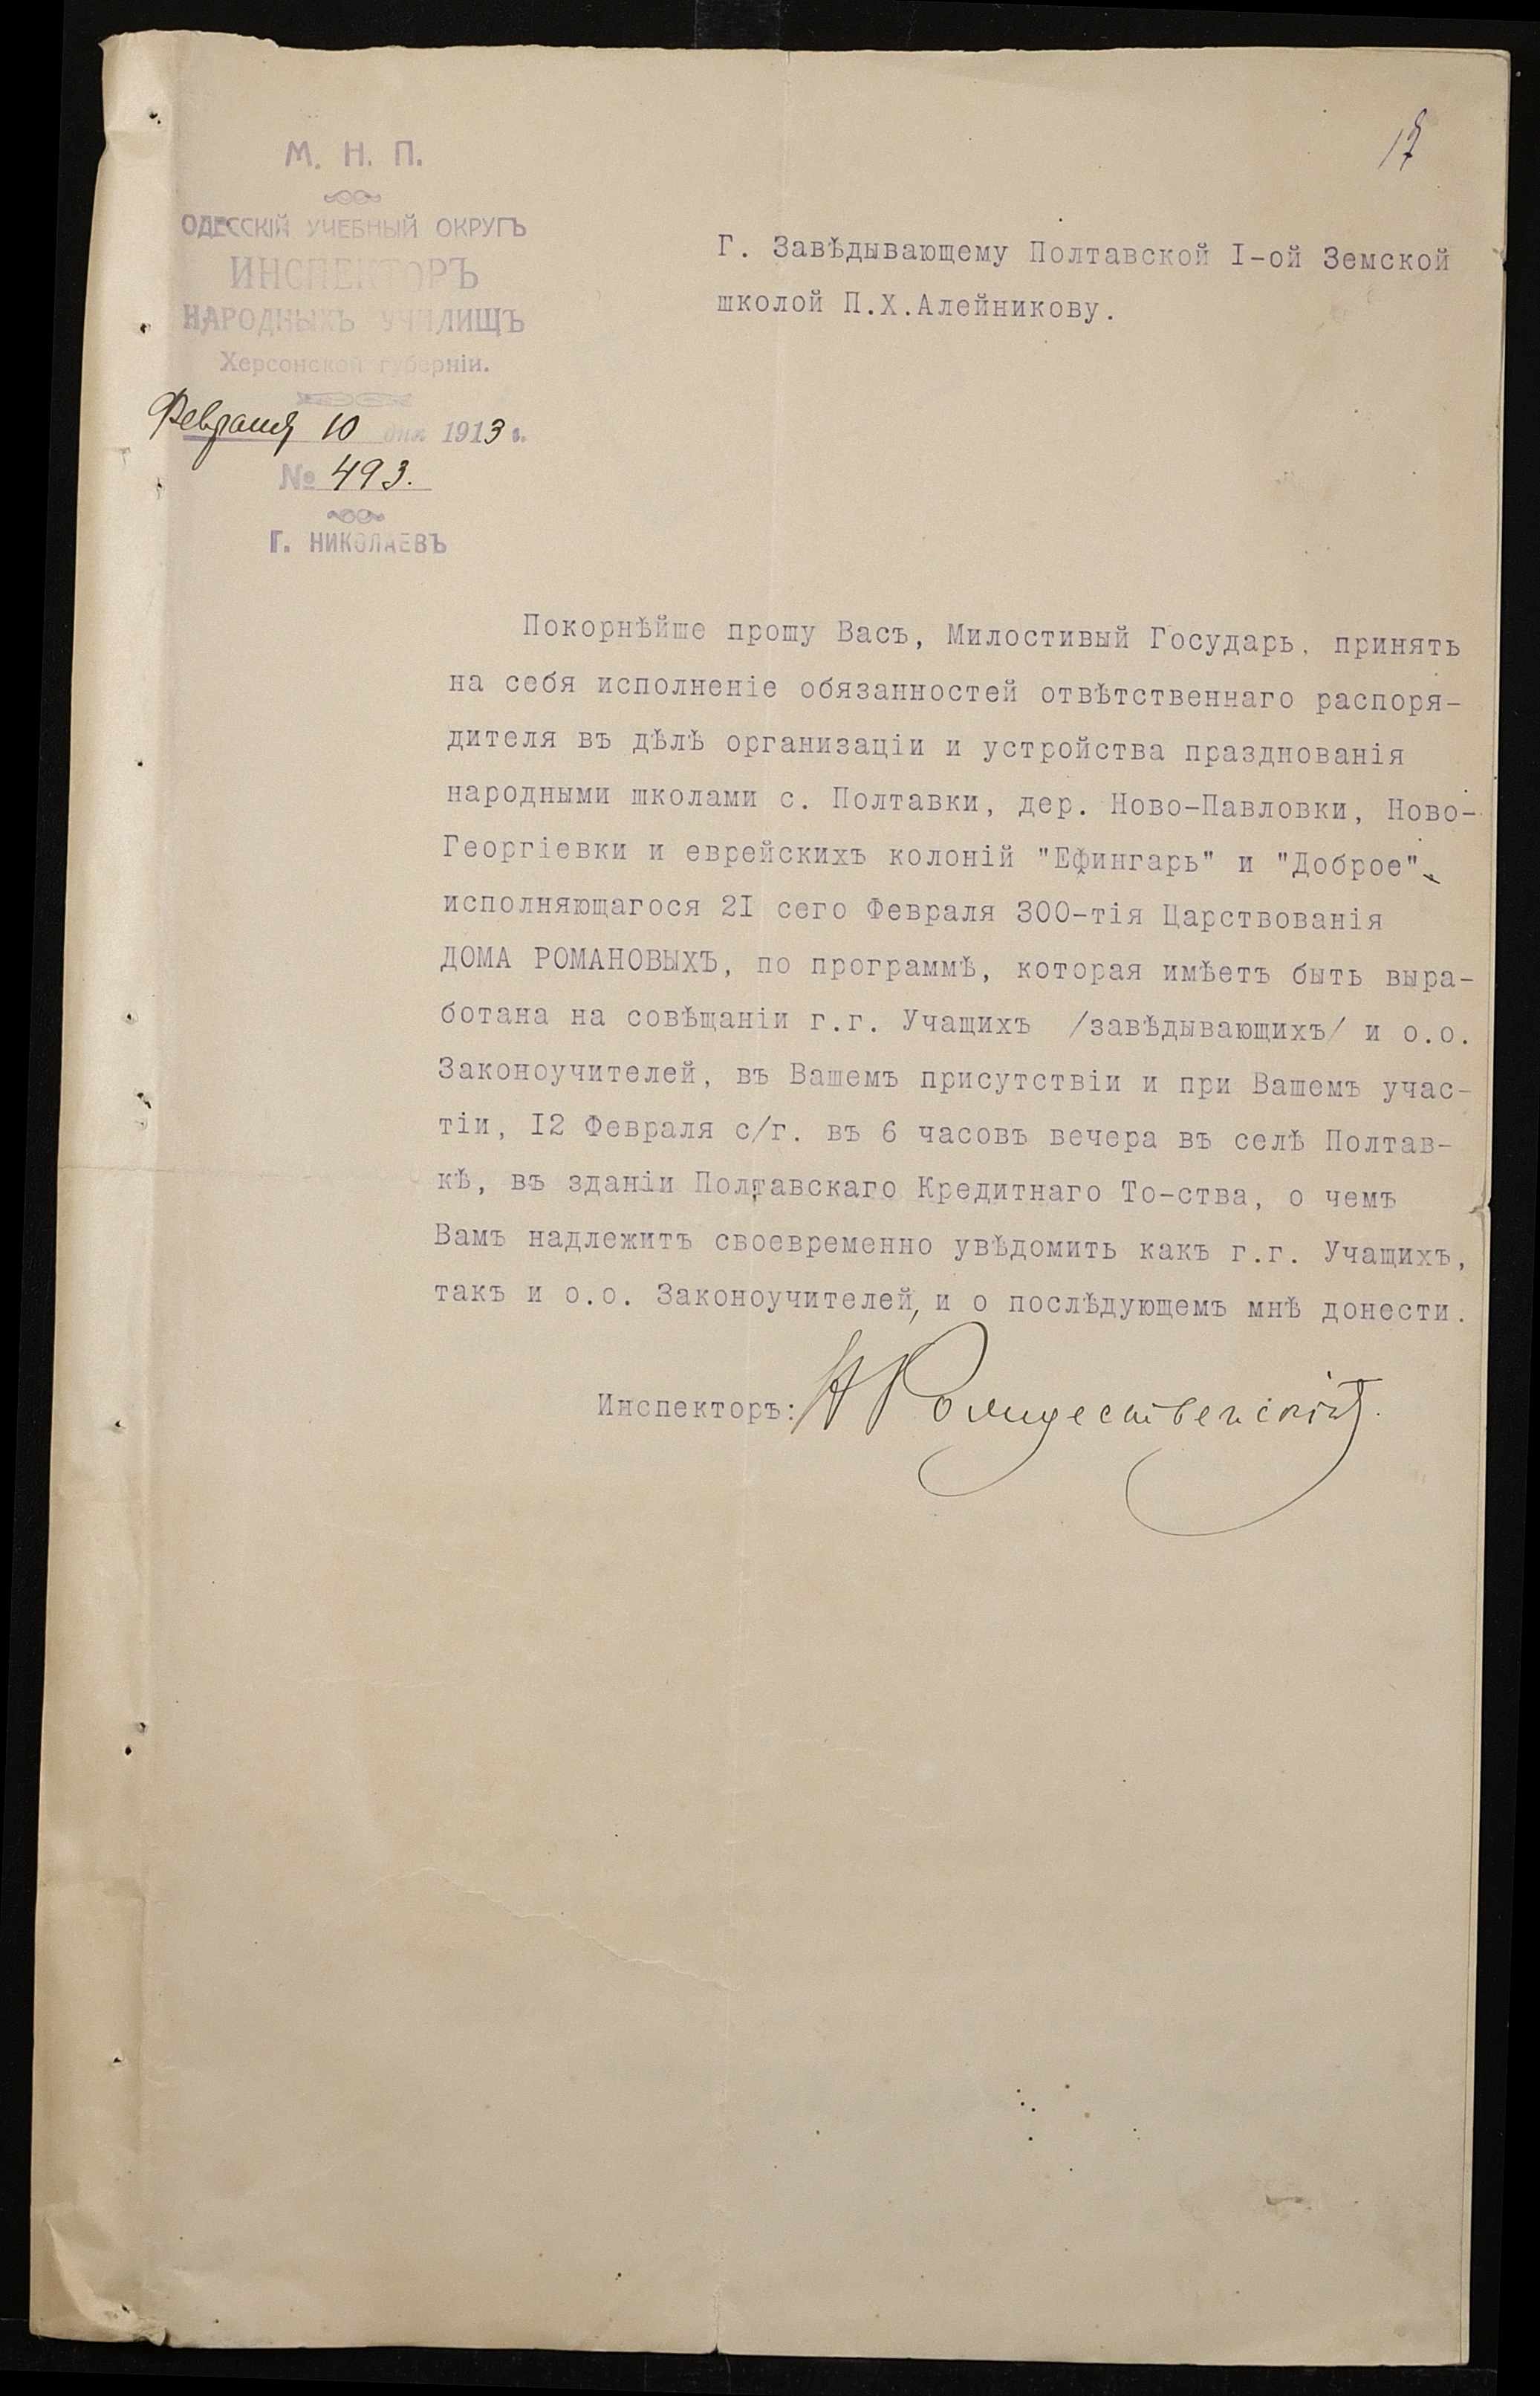 17
М. Н. П.
ОДЕССКІЙ УЧЕБНЫЙ ОКРУГЪ
ИНСПЕКТОРЪ
НАРОДНЫХЪ УЧИЛИЩЪ
Херсонской губерніи.
Февраля 10 дня 1913 г.
№ 493.
Г. НИКОЛАЕВЪ
Г. Завѣдывающему Полтавской I-ой Земской
школой П.Х.Алейникову.
Покорнѣйше прошу Васъ, Милостивый Государь, принять
на себя исполненіе обязанностей отвѣтственнаго распоря-
дителя въ дѣлѣ организаціи и устройства празднованія
народными школами с. Полтавки, дер. Ново-Павловки, Ново-
Георгіевки и еврейскихъ колоній "Ефингарь" и "Доброе",
исполняющагося 2I сего Февраля 300-тія Царствованія
ДОМА РОМАНОВЫХЪ, по программѣ, которая имѣетъ быть выра-
ботана на совѣщаніи г.г. Учащихъ /завѣдывающихъ/ и о.о.
Законоучителей, въ Вашемъ присутствіи и при Вашемъ учас-
тіи, I2 Февраля с/г. въ 6 часовъ вечера въ селѣ Полтав-
кѣ, въ зданіи Полтавскаго Кредитнаго То-ства, о чемъ
Вамъ надлежитъ своевременно увѣдомить какъ г.г. Учащихъ,
такъ и о.о. Законоучителей, и о послѣдующемъ мнѣ донести.
Инспекторъ: Н Рождественскій.